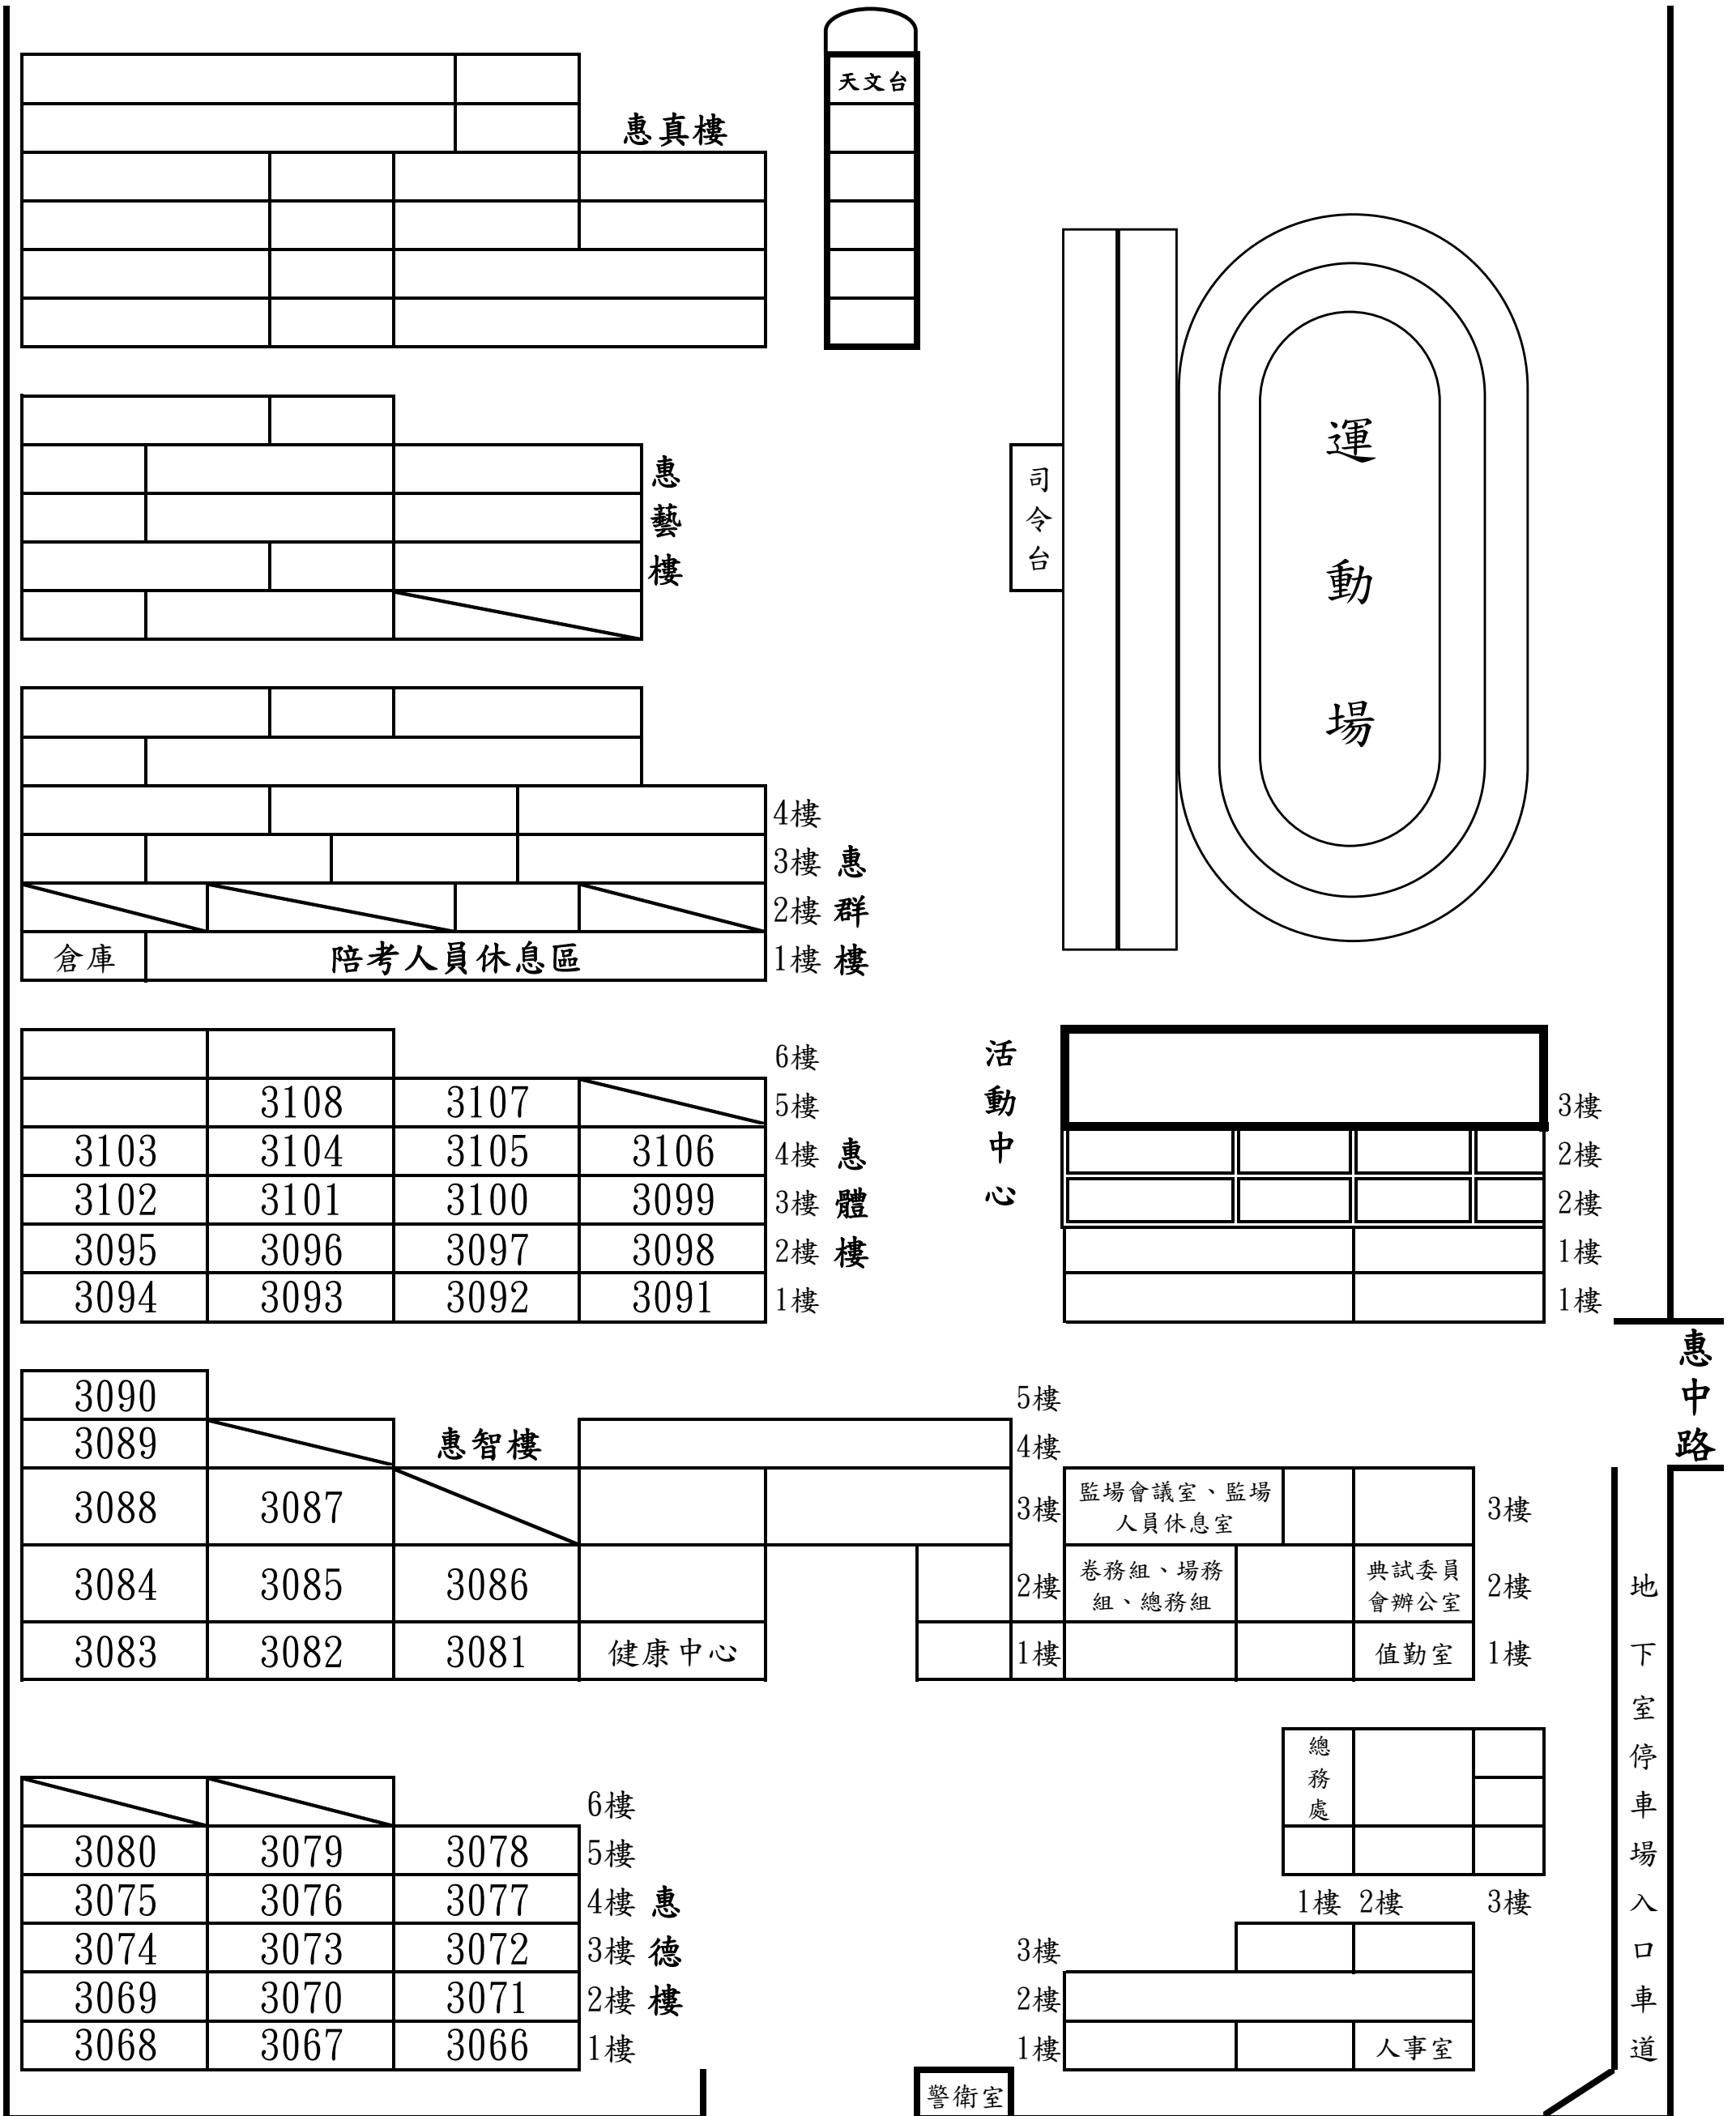 天文台
惠真樓
惠藝樓
司令台
運動場
4樓
3樓
2樓
1樓
惠群樓
倉庫 陪考人員休息區
6樓
3108 3107 5樓
3103 3104 3105 3106 4樓
3102 3101 3100 3099 3樓
3095 3096 3097 3098 2樓
3094 3093 3092 3091 1樓
惠體樓
活動中心
3樓
2樓
2樓
1樓
1樓
惠中路
3090 5樓
3089 惠智樓 4樓
3088 3087 3樓 監場會議室、監場
人員休息室 3樓
3084 3085 3086 2樓 卷務組、場務
組、總務組 典試委員
會辦公室 2樓
3083 3082 3081 健康中心 1樓 值勤室 1樓
地下室停車場入口車道
總務處
1樓 2樓 3樓
6樓
3080 3079 3078 5樓
3075 3076 3077 4樓
3074 3073 3072 3樓
3069 3070 3071 2樓
3068 3067 3066 1樓
惠德樓
3樓
2樓
1樓 人事室
警衛室